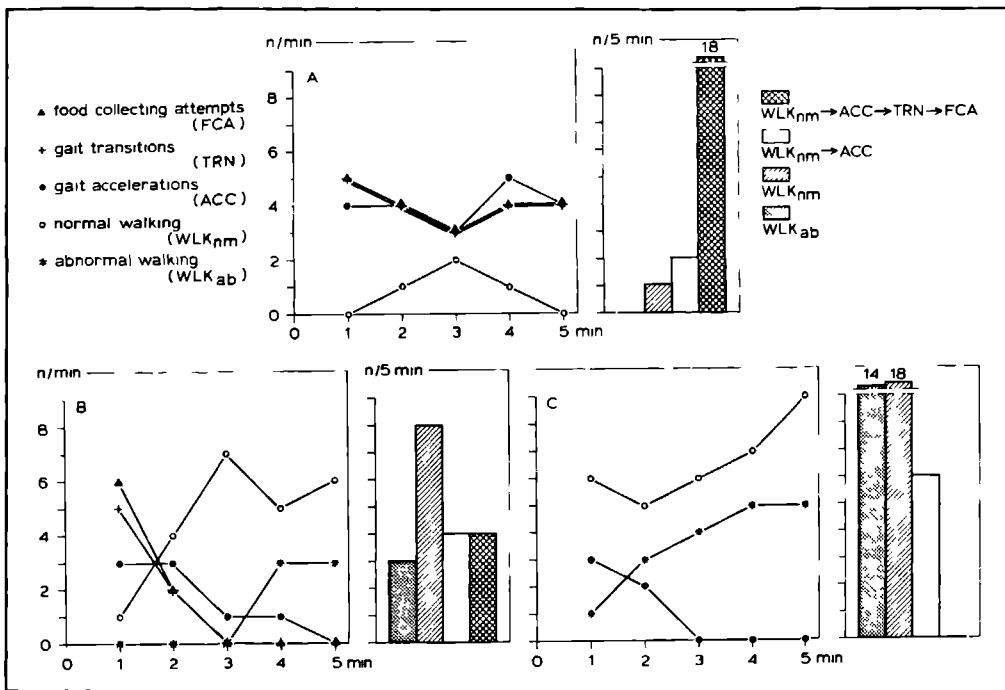 n/min
n/5 min
18
A
8
6
4
2
0
0 1 2 3 4 5 min
▲ food collecting attempts
(FCA)
+ gait transitions
(TRN)
● gait accelerations
(ACC)
○ normal walking
(WLKnm)
* abnormal walking
(WLKab)
WLKnm→ACC→TRN→FCA
WLKnm→ACC
WLKnm
WLKab
n/min
n/5 min
B
8
6
4
2
0
0 1 2 3 4 5 min
C
14 18
0 1 2 3 4 5 min